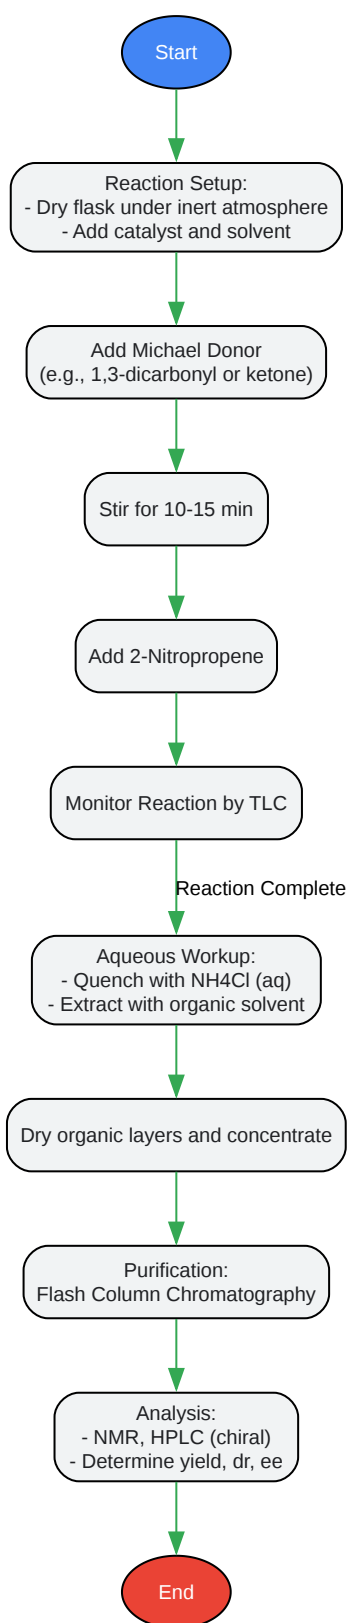 Start
Reaction Setup:
- Dry flask under inert atmosphere
- Add catalyst and solvent
Add Michael Donor
(e.g., 1,3-dicarbonyl or ketone)
Stir for 10-15 min
Add 2-Nitropropene
Monitor Reaction by TLC
Reaction Complete
Aqueous Workup:
- Quench with NH4Cl (aq)
- Extract with organic solvent
Dry organic layers and concentrate
Purification:
Flash Column Chromatography
Analysis:
- NMR, HPLC (chiral)
- Determine yield, dr, ee
End